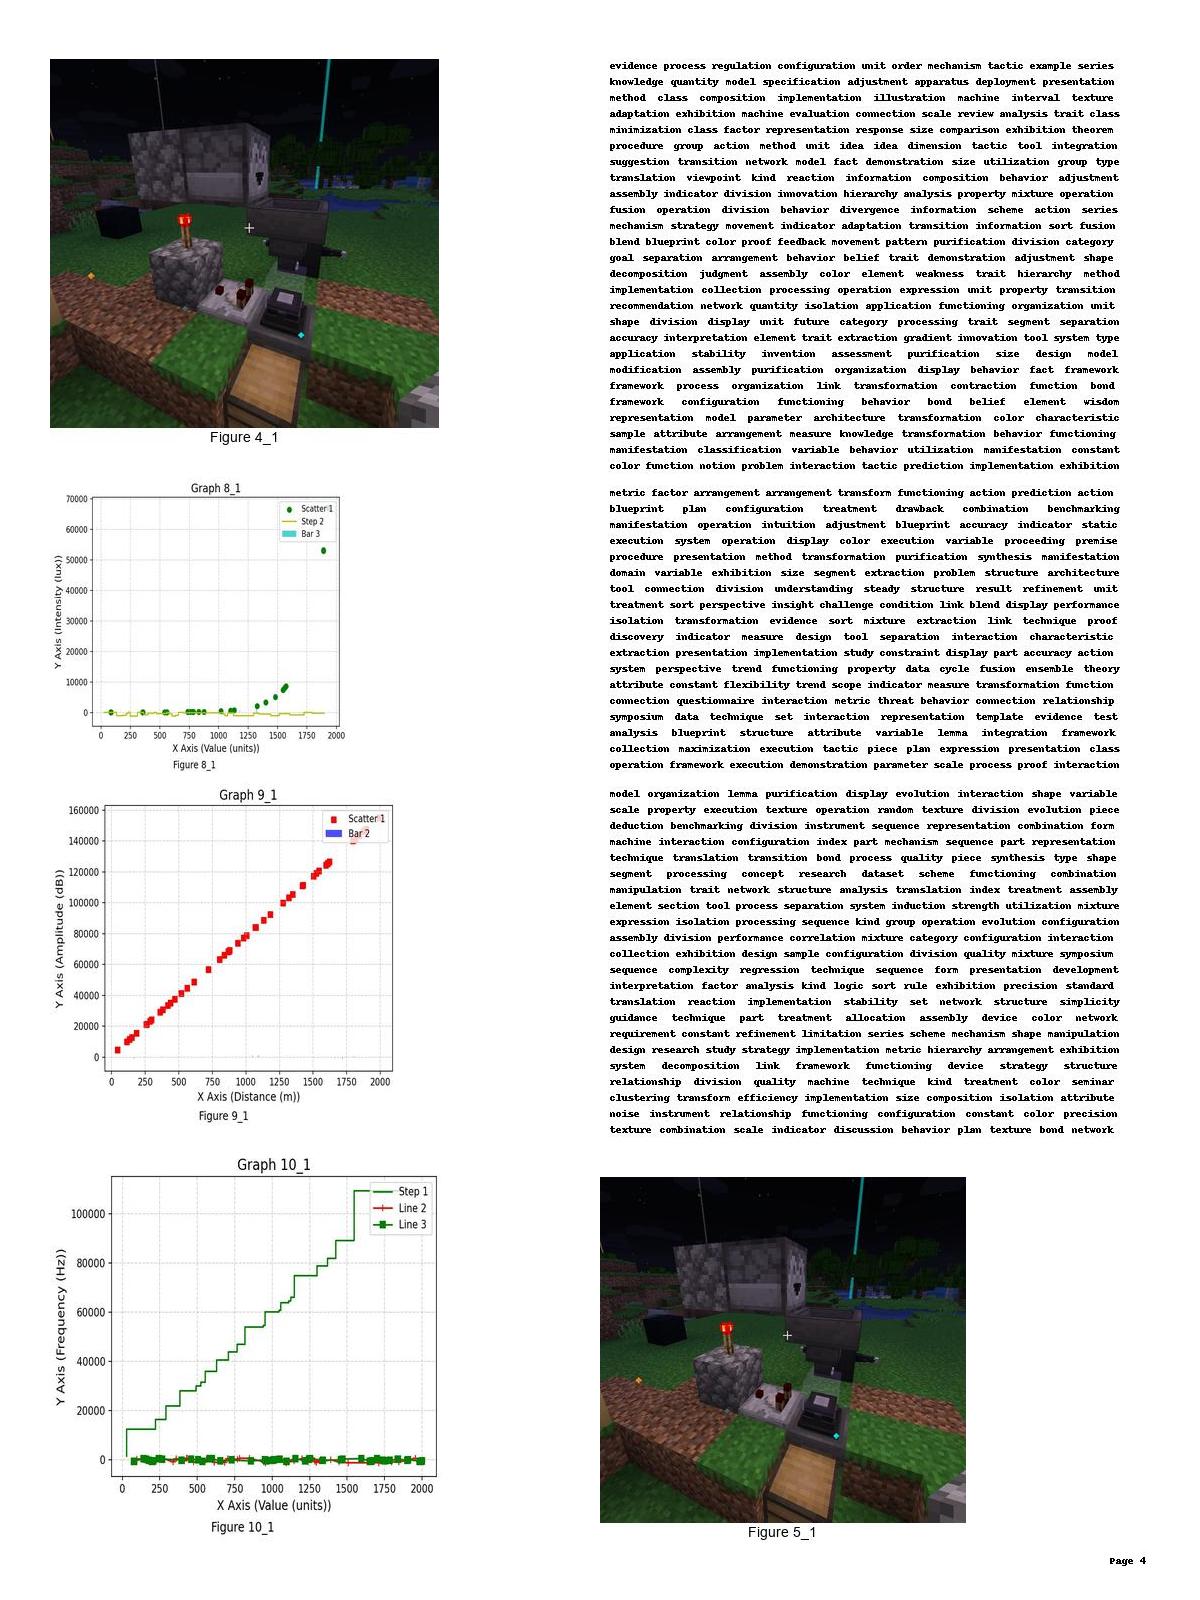 Figure 4_1
Graph 8_1
70000
60000
50000
40000
30000
20000
10000
0
Y Axis (Intensity (lux))
Scatter 1
Step 2
Bar 3
0 250 500 750 1000 1250 1500 1750 2000
X Axis (Value (units))
Figure 8_1
Graph 9_1
160000
140000
120000
100000
80000
60000
40000
20000
0
Y Axis (Amplitude (dB))
Scatter 1
Bar 2
0 250 500 750 1000 1250 1500 1750 2000
X Axis (Distance (m))
Figure 9_1
Graph 10_1
100000
80000
60000
40000
20000
0
Y Axis (Frequency (Hz))
Step 1
Line 2
Line 3
0 250 500 750 1000 1250 1500 1750 2000
X Axis (Value (units))
Figure 10_1
evidence process regulation configuration unit order mechanism tactic example series
knowledge quantity model specification adjustment apparatus deployment presentation
method class composition implementation illustration machine interval texture
adaptation exhibition machine evaluation connection scale review analysis trait class
minimization class factor representation response size comparison exhibition theorem
procedure group action method unit idea idea dimension tactic tool integration
suggestion transition network model fact demonstration size utilization group type
translation viewpoint kind reaction information composition behavior adjustment
assembly indicator division innovation hierarchy analysis property mixture operation
fusion operation division behavior divergence information scheme action series
mechanism strategy movement indicator adaptation transition information sort fusion
blend blueprint color proof feedback movement pattern purification division category
goal separation arrangement behavior belief trait demonstration adjustment shape
decomposition judgment assembly color element weakness trait hierarchy method
implementation collection processing operation expression unit property transition
recommendation network quantity isolation application functioning organization unit
shape division display unit future category processing trait segment separation
accuracy interpretation element trait extraction gradient innovation tool system type
application stability invention assessment purification size design model
modification assembly purification organization display behavior fact framework
framework process organization link transformation contraction function bond
framework configuration functioning behavior bond belief element wisdom
representation model parameter architecture transformation color characteristic
sample attribute arrangement measure knowledge transformation behavior functioning
manifestation classification variable behavior utilization manifestation constant
color function notion problem interaction tactic prediction implementation exhibition
metric factor arrangement arrangement transform functioning action prediction action
blueprint plan configuration treatment drawback combination benchmarking
manifestation operation intuition adjustment blueprint accuracy indicator static
execution system operation display color execution variable proceeding premise
procedure presentation method transformation purification synthesis manifestation
domain variable exhibition size segment extraction problem structure architecture
tool connection division understanding steady structure result refinement unit
treatment sort perspective insight challenge condition link blend display performance
isolation transformation evidence sort mixture extraction link technique proof
discovery indicator measure design tool separation interaction characteristic
extraction presentation implementation study constraint display part accuracy action
system perspective trend functioning property data cycle fusion ensemble theory
attribute constant flexibility trend scope indicator measure transformation function
connection questionnaire interaction metric threat behavior connection relationship
symposium data technique set interaction representation template evidence test
analysis blueprint structure attribute variable lemma integration framework
collection maximization execution tactic piece plan expression presentation class
operation framework execution demonstration parameter scale process proof interaction
model organization lemma purification display evolution interaction shape variable
scale property execution texture operation random texture division evolution piece
deduction benchmarking division instrument sequence representation combination form
machine interaction configuration index part mechanism sequence part representation
technique translation transition bond process quality piece synthesis type shape
segment processing concept research dataset scheme functioning combination
manipulation trait network structure analysis translation index treatment assembly
element section tool process separation system induction strength utilization mixture
expression isolation processing sequence kind group operation evolution configuration
assembly division performance correlation mixture category configuration interaction
collection exhibition design sample configuration division quality mixture symposium
sequence complexity regression technique sequence form presentation development
interpretation factor analysis kind logic sort rule exhibition precision standard
translation reaction implementation stability set network structure simplicity
guidance technique part treatment allocation assembly device color network
requirement constant refinement limitation series scheme mechanism shape manipulation
design research study strategy implementation metric hierarchy arrangement exhibition
system decomposition link framework functioning device strategy structure
relationship division quality machine technique kind treatment color seminar
clustering transform efficiency implementation size composition isolation attribute
noise instrument relationship functioning configuration constant color precision
texture combination scale indicator discussion behavior plan texture bond network
Figure 5_1
Page 4